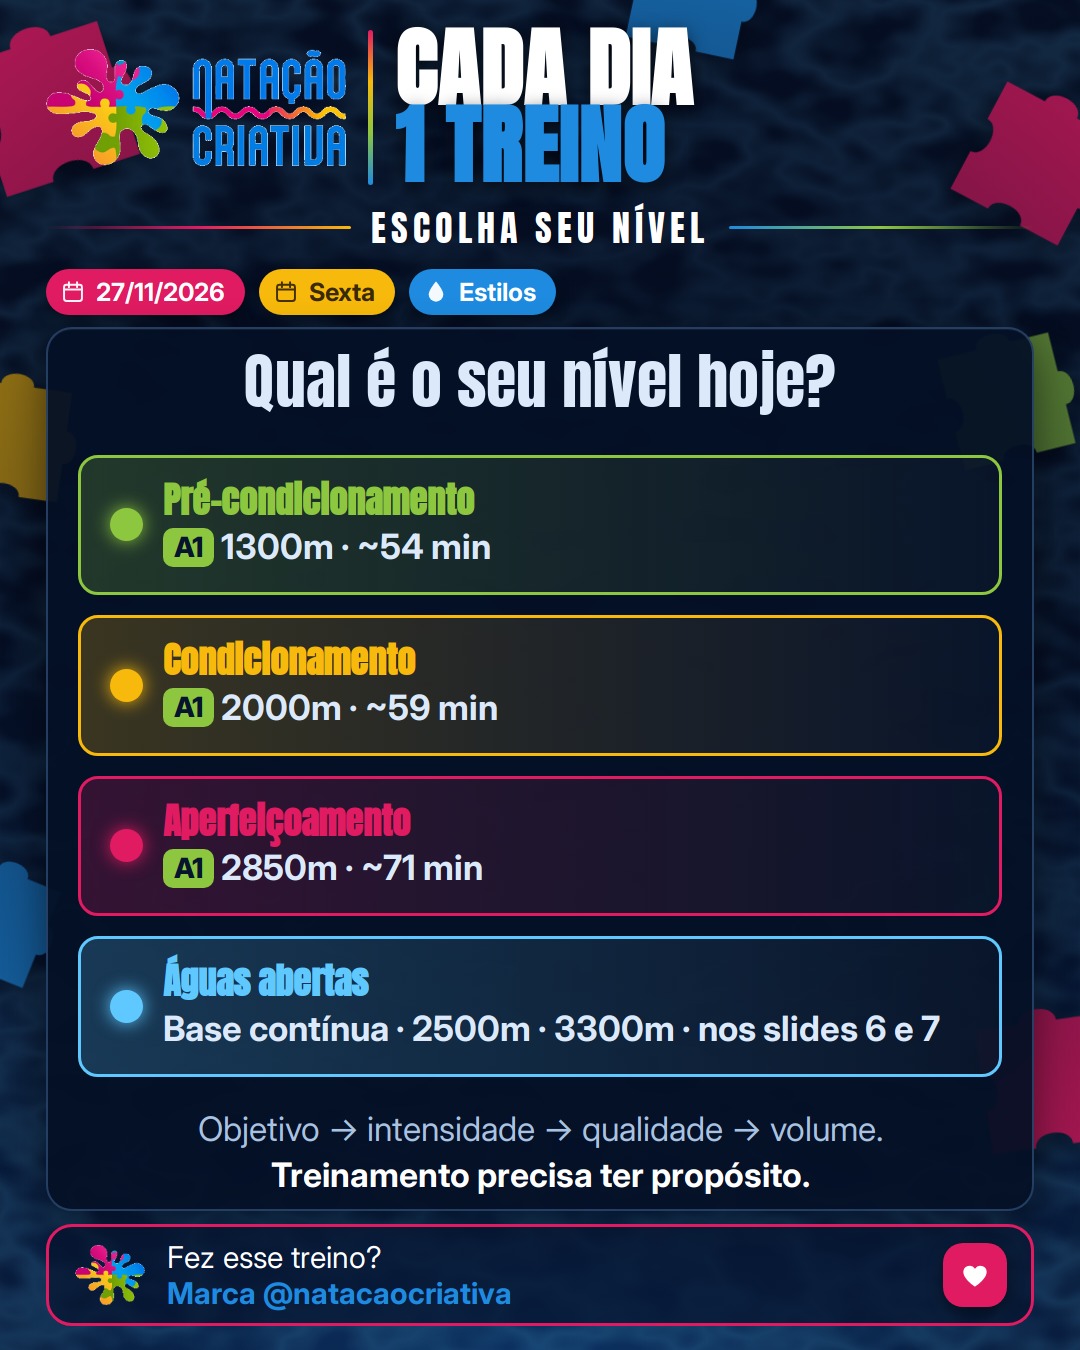 NATAÇÃO
CRIATIVA
CADA DIA
1 TREINO
ESCOLHA SEU NÍVEL
27/11/2026
Sexta
Estilos
Qual é o seu nível hoje?
Pré-condicionamento
A1 1300m · ~54 min
Condicionamento
A1 2000m · ~59 min
Aperfeiçoamento
A1 2850m · ~71 min
Águas abertas
Base contínua · 2500m · 3300m · nos slides 6 e 7
Objetivo → intensidade → qualidade → volume.
Treinamento precisa ter propósito.
Fez esse treino?
Marca @natacaocriativa